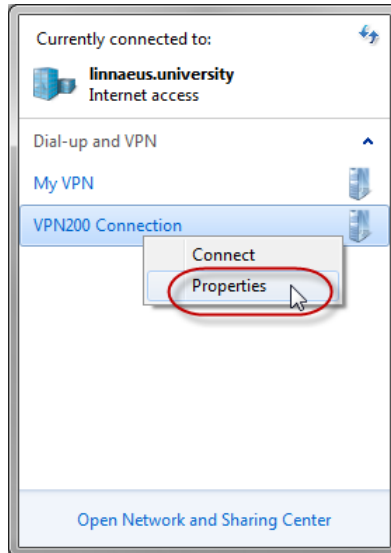 Currently connected to:
linnaeus.university
Internet access
Dial-up and VPN
My VPN
VPN200 Connection
Connect
Properties
Open Network and Sharing Center